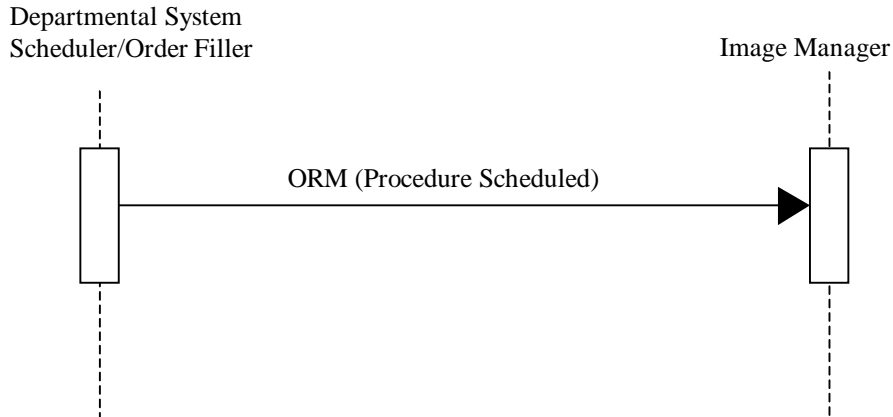 Departmental System
Scheduler/Order Filler
Image Manager
ORM (Procedure Scheduled)